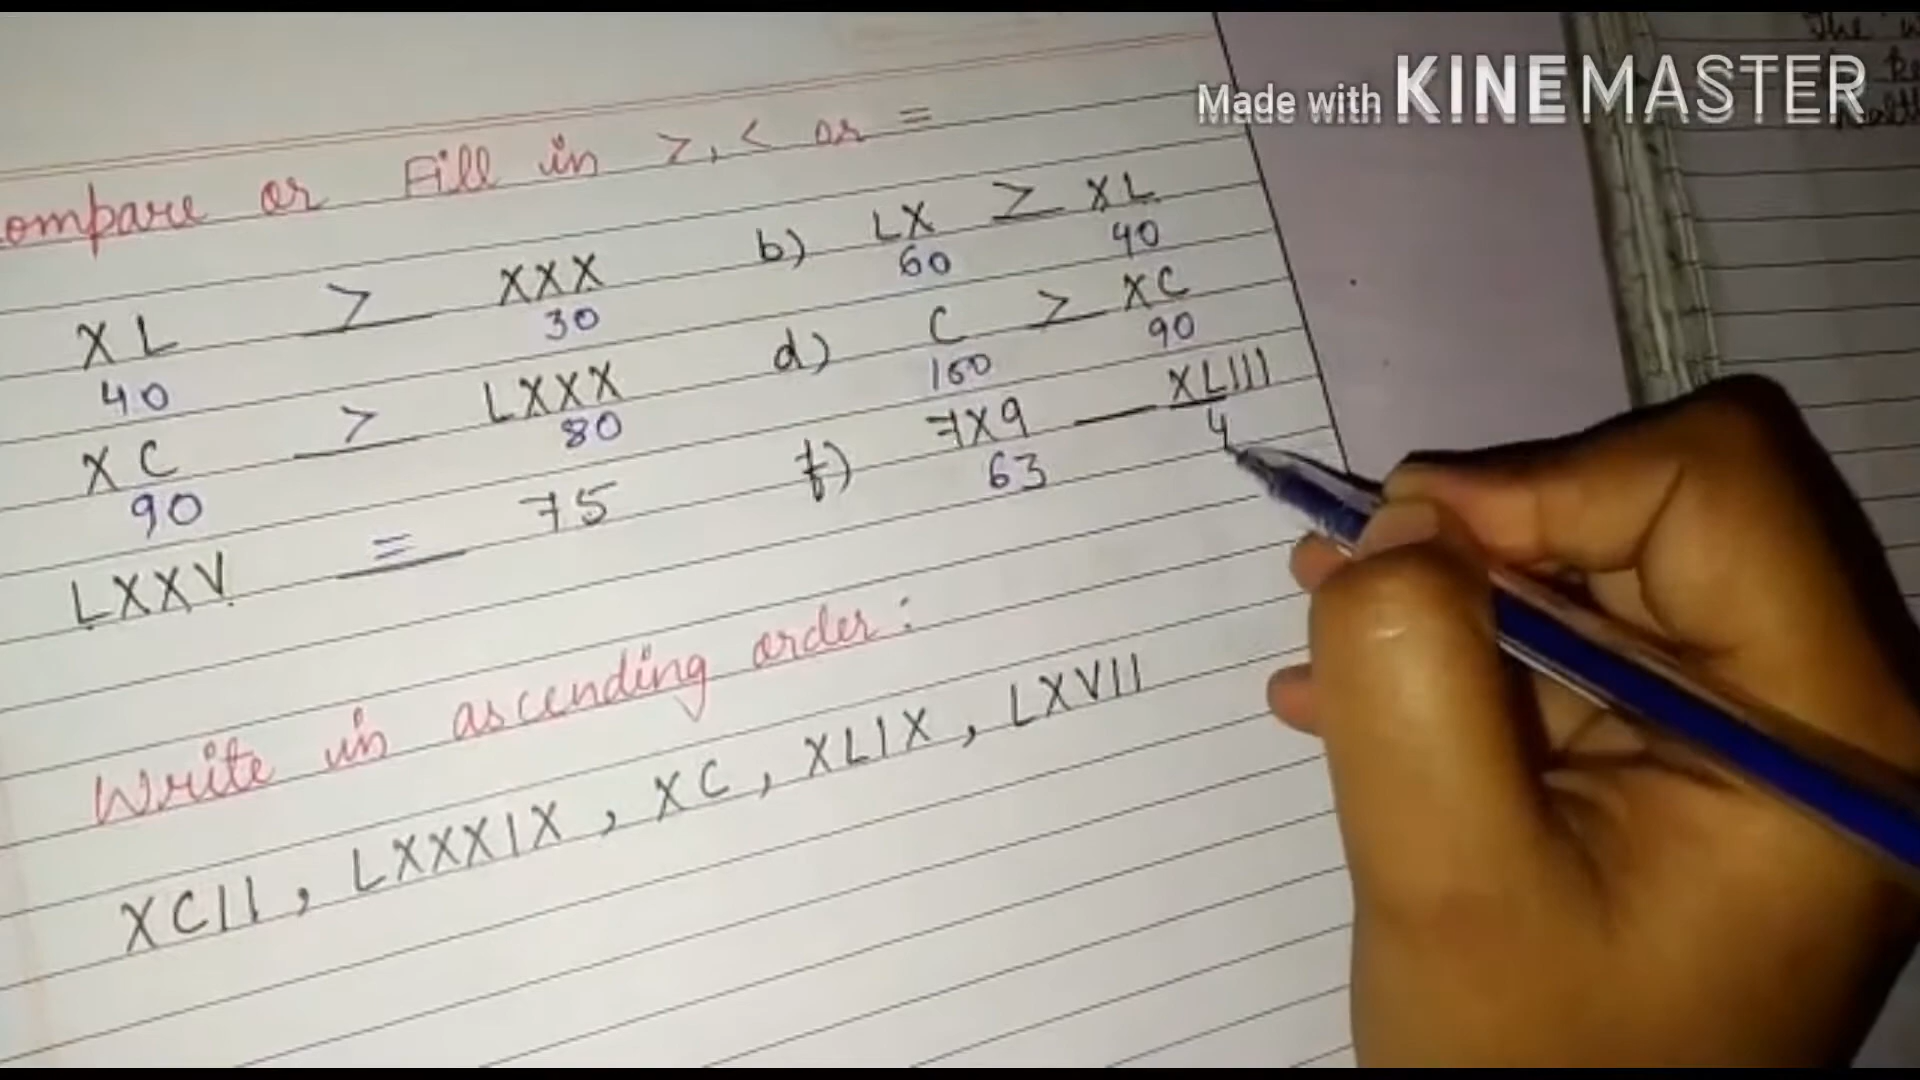 Made with KINEMASTER
ompare or Fill in >, < or =
XL > XXX
40 30
b) LX > XL
60 40
XC > LXXX
90 80
d) C > XC
100 90
LXXV = 75
f) 7X9 __ XLIII
63 4
Write in ascending order:
XCII, LXXXIX, XC, XLIX, LXVII